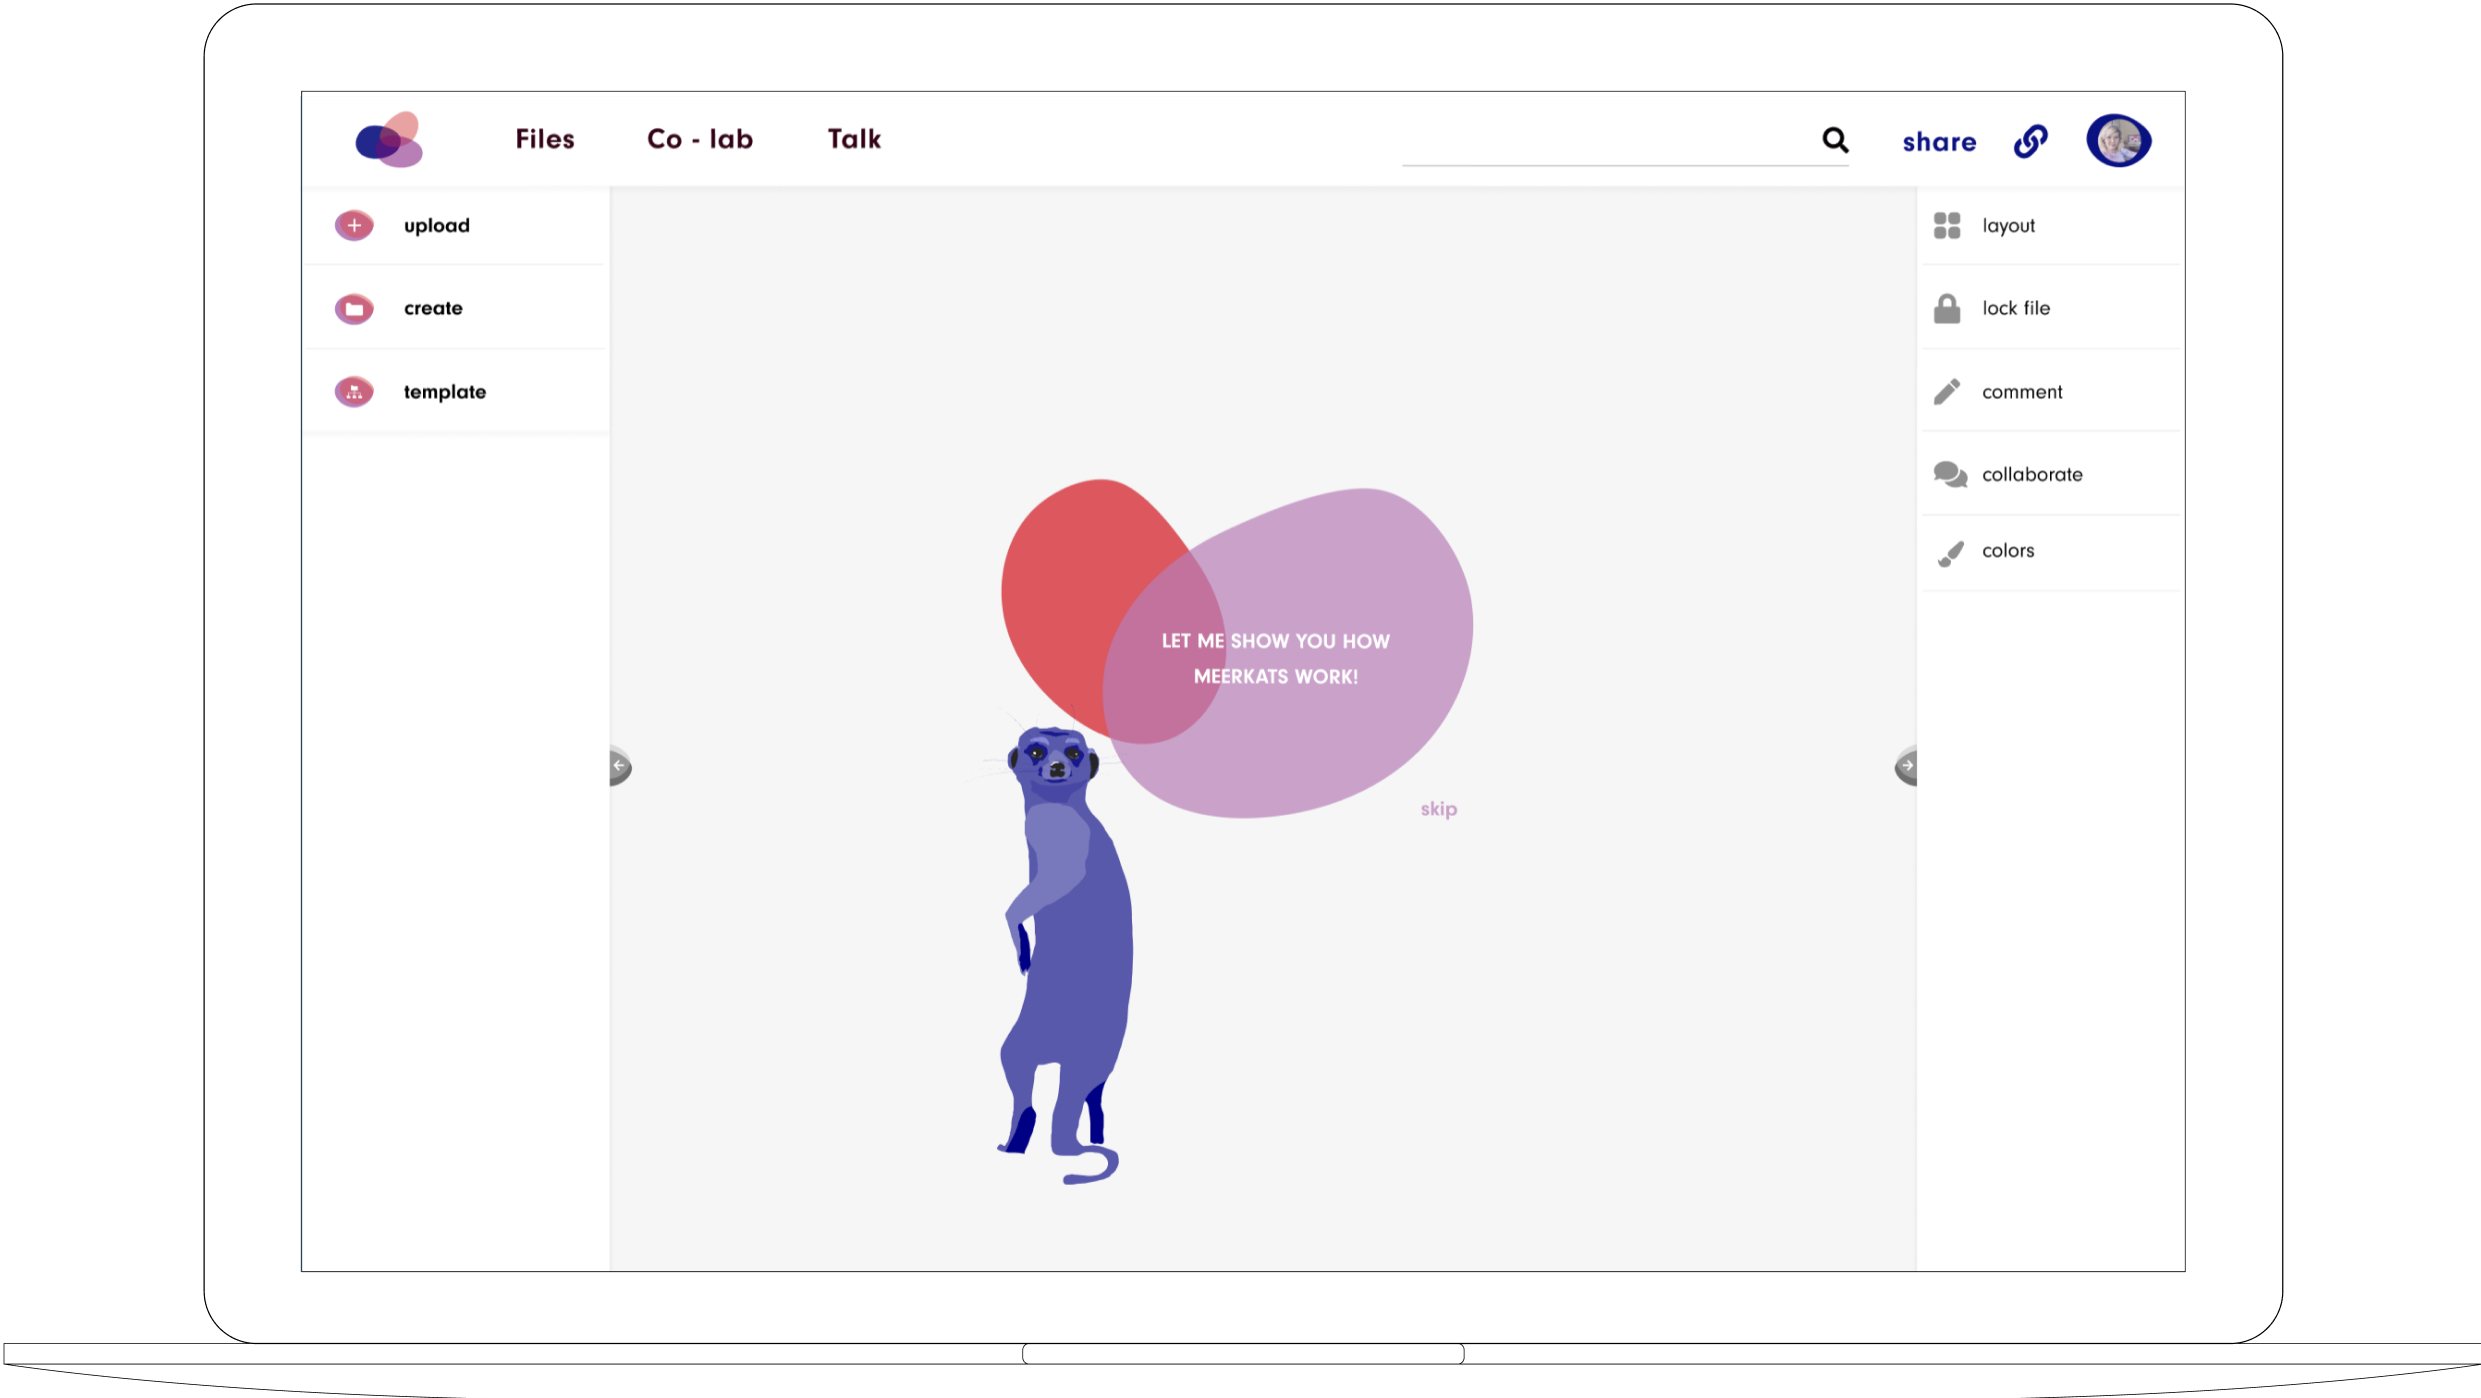 Files
Co - lab
Talk
share
upload
create
template
LET ME SHOW YOU HOW
MEERKATS WORK!
skip
layout
lock file
comment
collaborate
colors